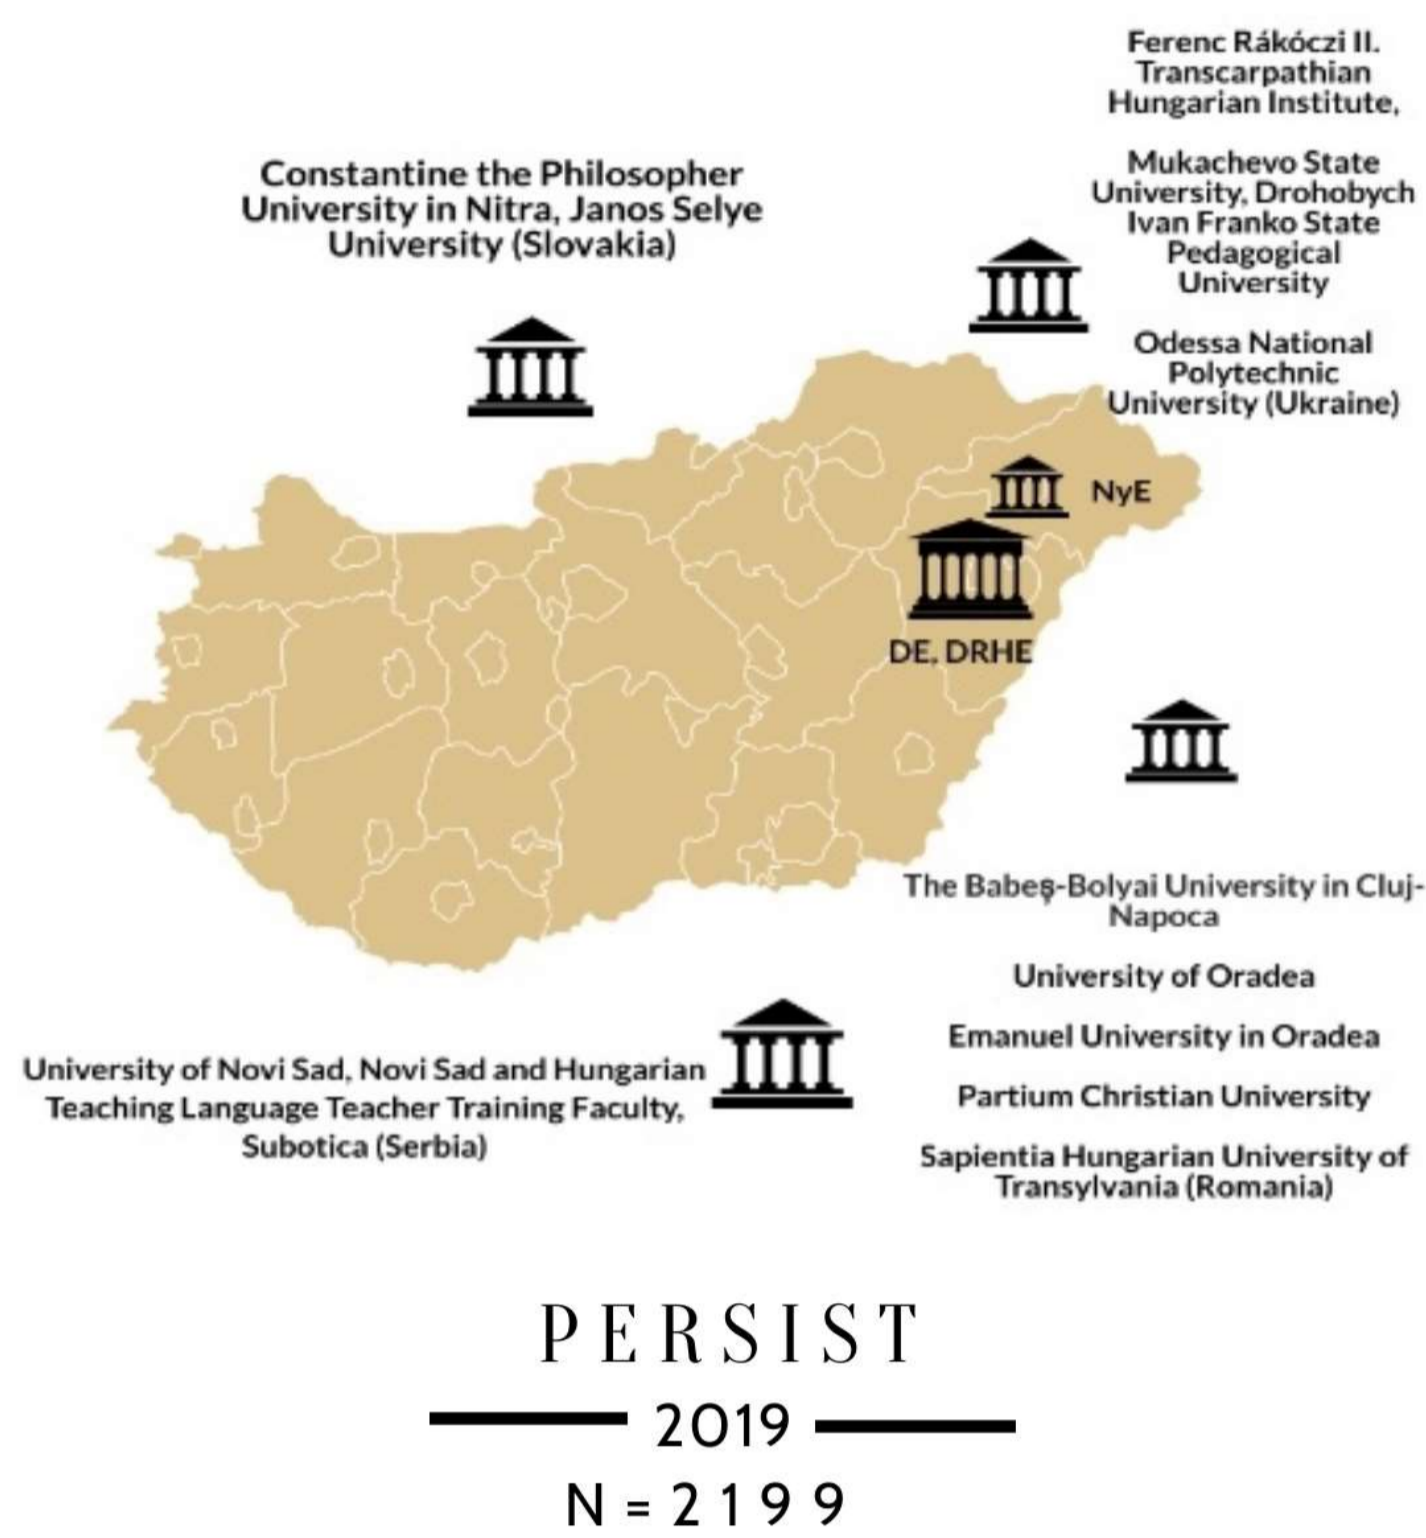 Ferenc Rákóczi II.
Transcarpathian
Hungarian Institute,
Mukachevo State
University, Drohobych
Ivan Franko State
Pedagogical
University
Odessa National
Polytechnic
University (Ukraine)
Constantine the Philosopher
University in Nitra, Janos Selye
University (Slovakia)
NyE
DE, DRHE
The Babeş-Bolyai University in Cluj-
Napoca
University of Oradea
Emanuel University in Oradea
Partium Christian University
Sapientia Hungarian University of
Transylvania (Romania)
University of Novi Sad, Novi Sad and Hungarian
Teaching Language Teacher Training Faculty,
Subotica (Serbia)
PERSIST
2019
N = 2199